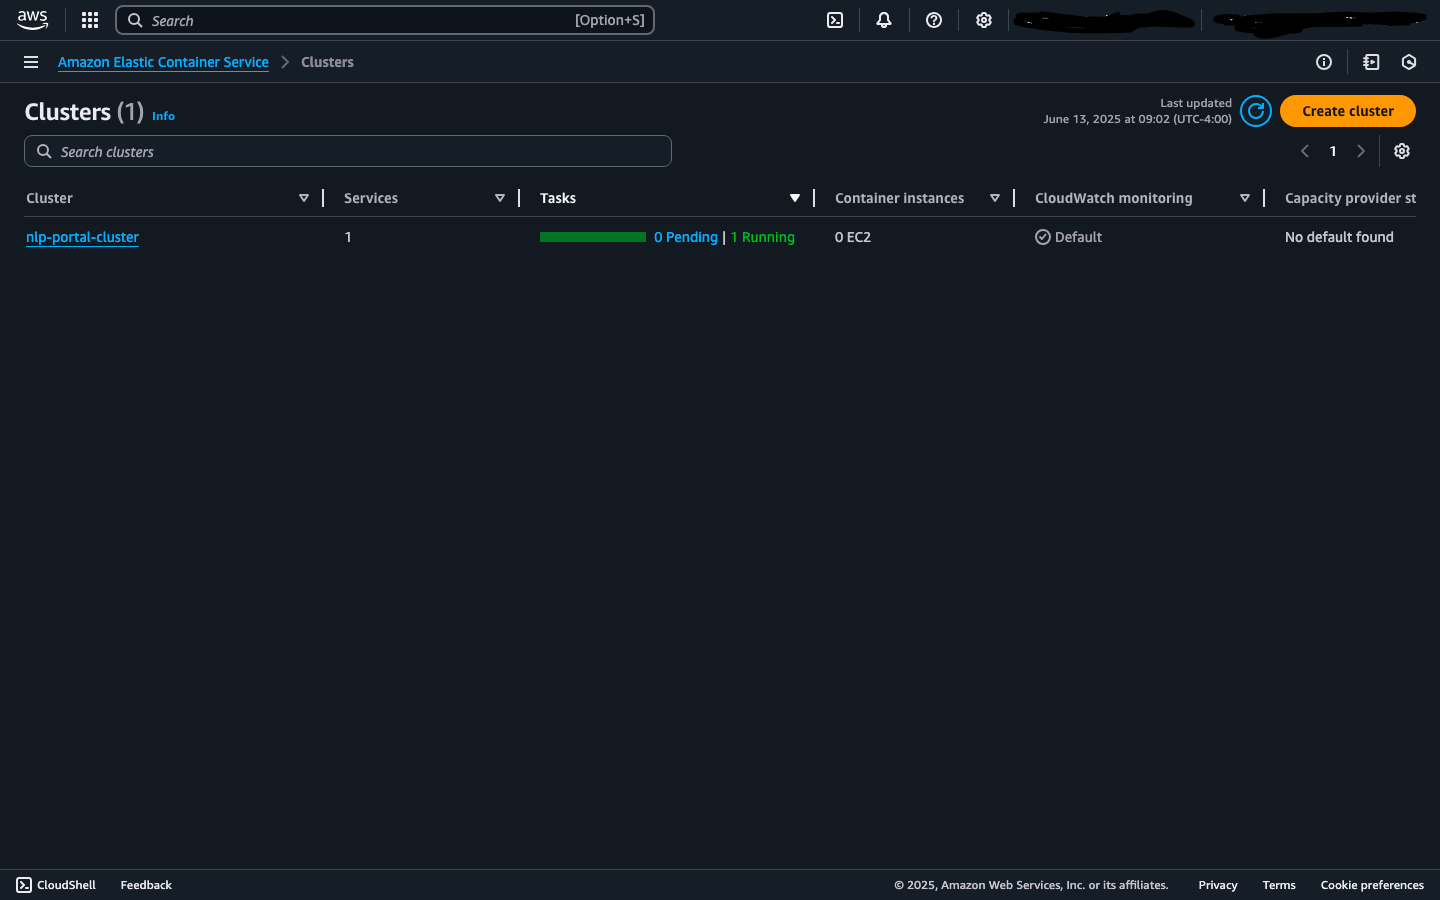 aws Search [Option+S]
Amazon Elastic Container Service Clusters
Clusters (1) Info
Last updated
June 13, 2025 at 09:02 (UTC-4:00)
Create cluster
Search clusters
1
Cluster Services Tasks Container instances CloudWatch monitoring Capacity provider st
nlp-portal-cluster 1 0 Pending | 1 Running 0 EC2 Default No default found
CloudShell Feedback © 2025, Amazon Web Services, Inc. or its affiliates. Privacy Terms Cookie preferences